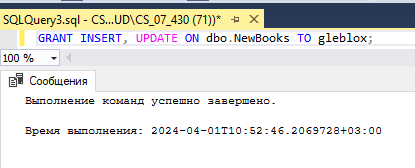 SQLQuery3.sql - CS...UD\CS_07_430 (71))*
GRANT INSERT, UPDATE ON dbo.NewBooks TO gleblox;
100 %
Сообщения
Выполнение команд успешно завершено.
Время выполнения: 2024-04-01T10:52:46.2069728+03:00